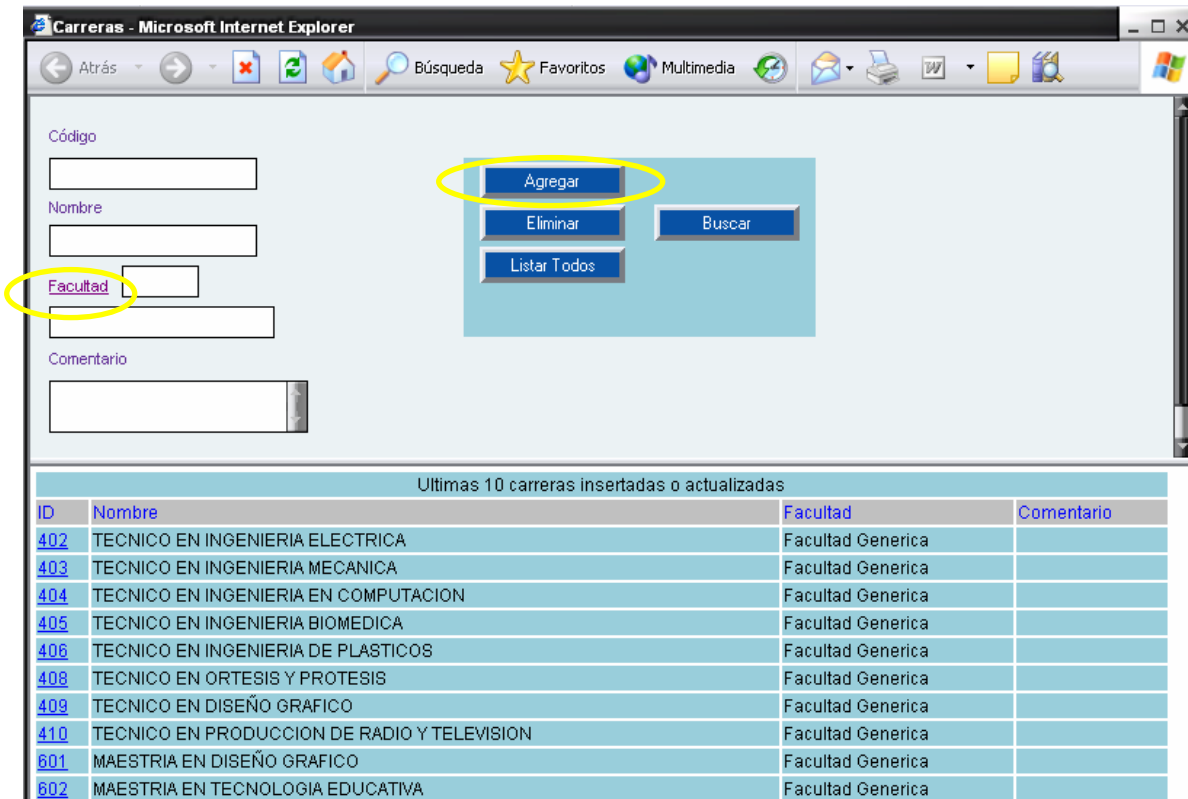 Carreras - Microsoft Internet Explorer
Atrás Búsqueda Favoritos Multimedia W
Código
Agregar
Nombre
Eliminar Buscar
Listar Todos
Facultad
Comentario
Ultimas 10 carreras insertadas o actualizadas
ID Nombre Facultad Comentario
402 TECNICO EN INGENIERIA ELECTRICA Facultad Generica
403 TECNICO EN INGENIERIA MECANICA Facultad Generica
404 TECNICO EN INGENIERIA EN COMPUTACION Facultad Generica
405 TECNICO EN INGENIERIA BIOMEDICA Facultad Generica
406 TECNICO EN INGENIERIA DE PLASTICOS Facultad Generica
408 TECNICO EN ORTESIS Y PROTESIS Facultad Generica
409 TECNICO EN DISEÑO GRAFICO Facultad Generica
410 TECNICO EN PRODUCCION DE RADIO Y TELEVISION Facultad Generica
601 MAESTRIA EN DISEÑO GRAFICO Facultad Generica
602 MAESTRIA EN TECNOLOGIA EDUCATIVA Facultad Generica